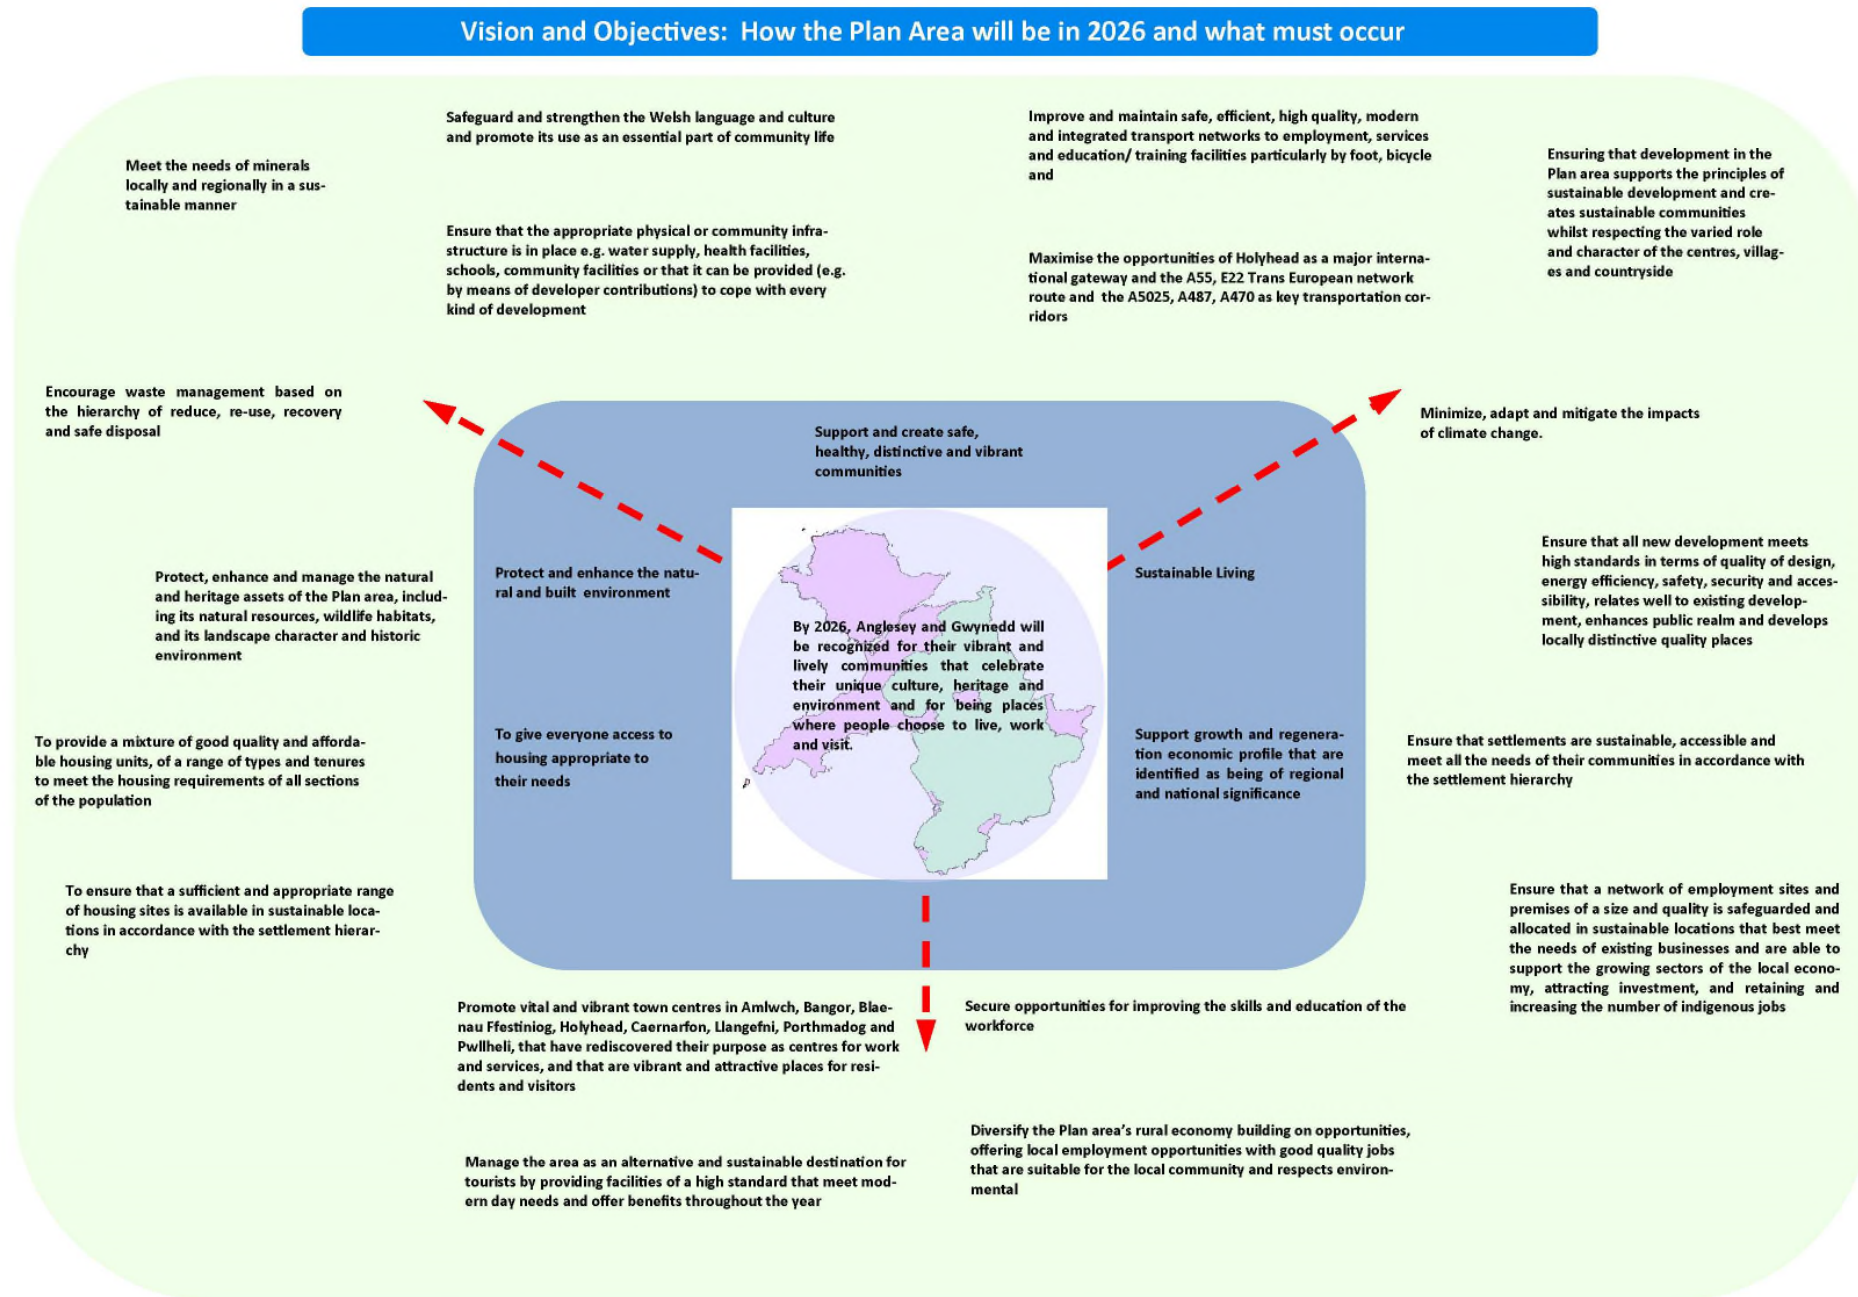 Vision and Objectives: How the Plan Area will be in 2026 and what must occur
Safeguard and strengthen the Welsh language and culture
and promote its use as an essential part of community life
Improve and maintain safe, efficient, high quality, modern
and integrated transport networks to employment, services
and education/ training facilities particularly by foot, bicycle
and
Meet the needs of minerals
locally and regionally in a sus-
tainable manner
Ensuring that development in the
Plan area supports the principles of
sustainable development and cre-
ates sustainable communities
whilst respecting the varied role
and character of the centres, villag-
es and countryside
Ensure that the appropriate physical or community infra-
structure is in place e.g. water supply, health facilities,
schools, community facilities or that it can be provided (e.g.
by means of developer contributions) to cope with every
kind of development
Maximise the opportunities of Holyhead as a major interna-
tional gateway and the A55, E22 Trans European network
route and the A5025, A487, A470 as key transportation cor-
ridors
Encourage waste management based on
the hierarchy of reduce, re-use, recovery
and safe disposal
Minimize, adapt and mitigate the impacts
of climate change.
Support and create safe,
healthy, distinctive and vibrant
communities
Protect, enhance and manage the natural
and heritage assets of the Plan area, includ-
ing its natural resources, wildlife habitats,
and its landscape character and historic
environment
Protect and enhance the natu-
ral and built environment
Sustainable Living
Ensure that all new development meets
high standards in terms of quality of design,
energy efficiency, safety, security and acces-
sibility, relates well to existing develop-
ment, enhances public realm and develops
locally distinctive quality places
By 2026, Anglesey and Gwynedd will
be recognized for their vibrant and
lively communities that celebrate
their unique culture, heritage and
environment and for being places
where people choose to live, work
and visit.
To provide a mixture of good quality and afforda-
ble housing units, of a range of types and tenures
to meet the housing requirements of all sections
of the population
To give everyone access to
housing appropriate to
their needs
Support growth and regenera-
tion economic profile that are
identified as being of regional
and national significance
Ensure that settlements are sustainable, accessible and
meet all the needs of their communities in accordance with
the settlement hierarchy
To ensure that a sufficient and appropriate range
of housing sites is available in sustainable loca-
tions in accordance with the settlement hierar-
chy
Ensure that a network of employment sites and
premises of a size and quality is safeguarded and
allocated in sustainable locations that best meet
the needs of existing businesses and are able to
support the growing sectors of the local econo-
my, attracting investment, and retaining and
increasing the number of indigenous jobs
Promote vital and vibrant town centres in Amlwch, Bangor, Blae-
nau Ffestiniog, Holyhead, Caernarfon, Llangefni, Porthmadog and
Pwllheli, that have rediscovered their purpose as centres for work
and services, and that are vibrant and attractive places for resi-
dents and visitors
Secure opportunities for improving the skills and education of the
workforce
Manage the area as an alternative and sustainable destination for
tourists by providing facilities of a high standard that meet mod-
ern day needs and offer benefits throughout the year
Diversify the Plan area's rural economy building on opportunities,
offering local employment opportunities with good quality jobs
that are suitable for the local community and respects environ-
mental